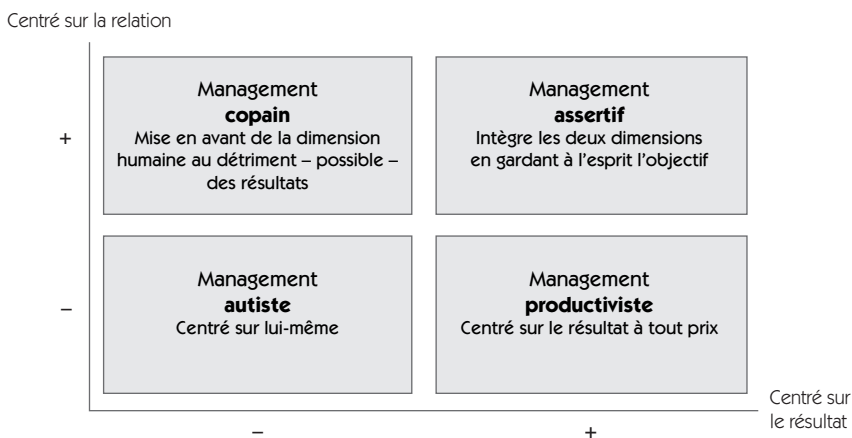 Centré sur la relation
+
Management
copain
Mise en avant de la dimension
humaine au détriment – possible –
des résultats
Management
assertif
Intègre les deux dimensions
en gardant à l'esprit l'objectif
–
Management
autiste
Centré sur lui-même
Management
productiviste
Centré sur le résultat à tout prix
Centré sur
le résultat
–
+